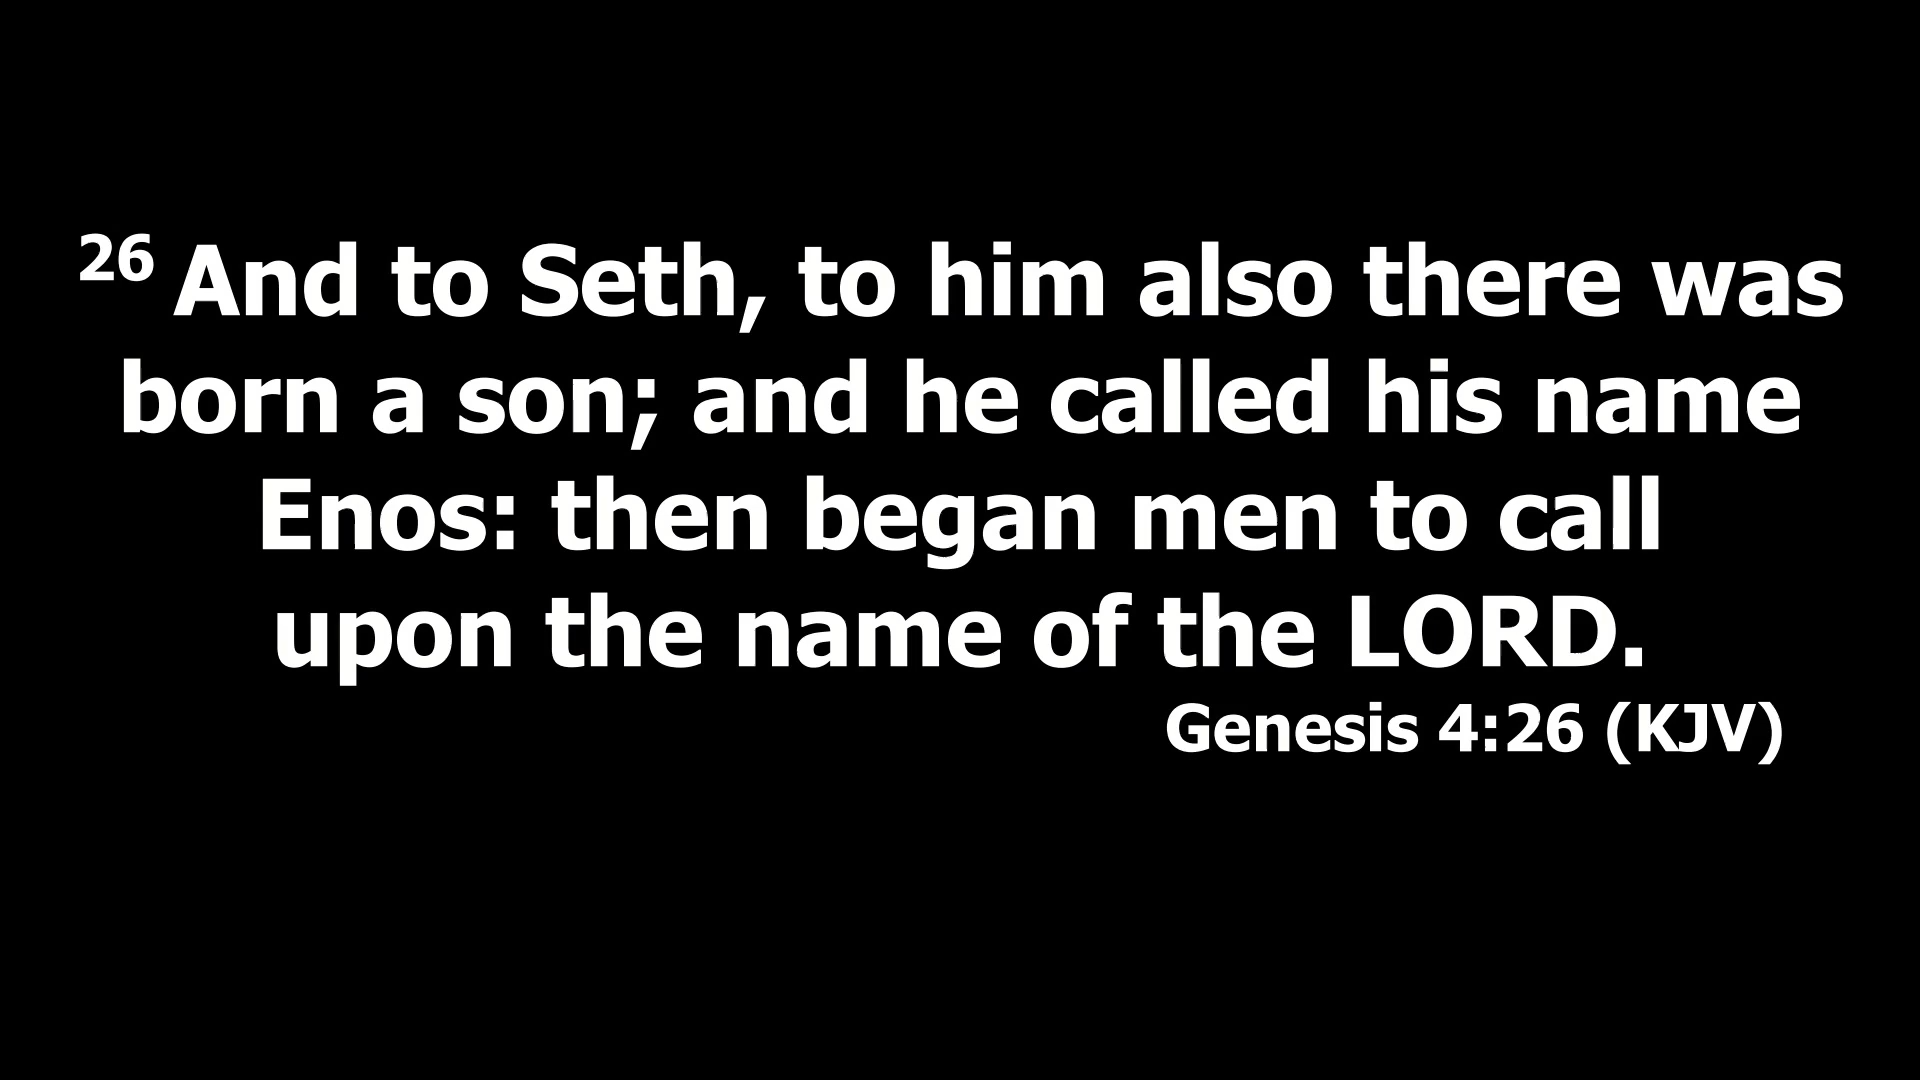 26 And to Seth, to him also there was
born a son; and he called his name
Enos: then began men to call
upon the name of the LORD.
Genesis 4:26 (KJV)